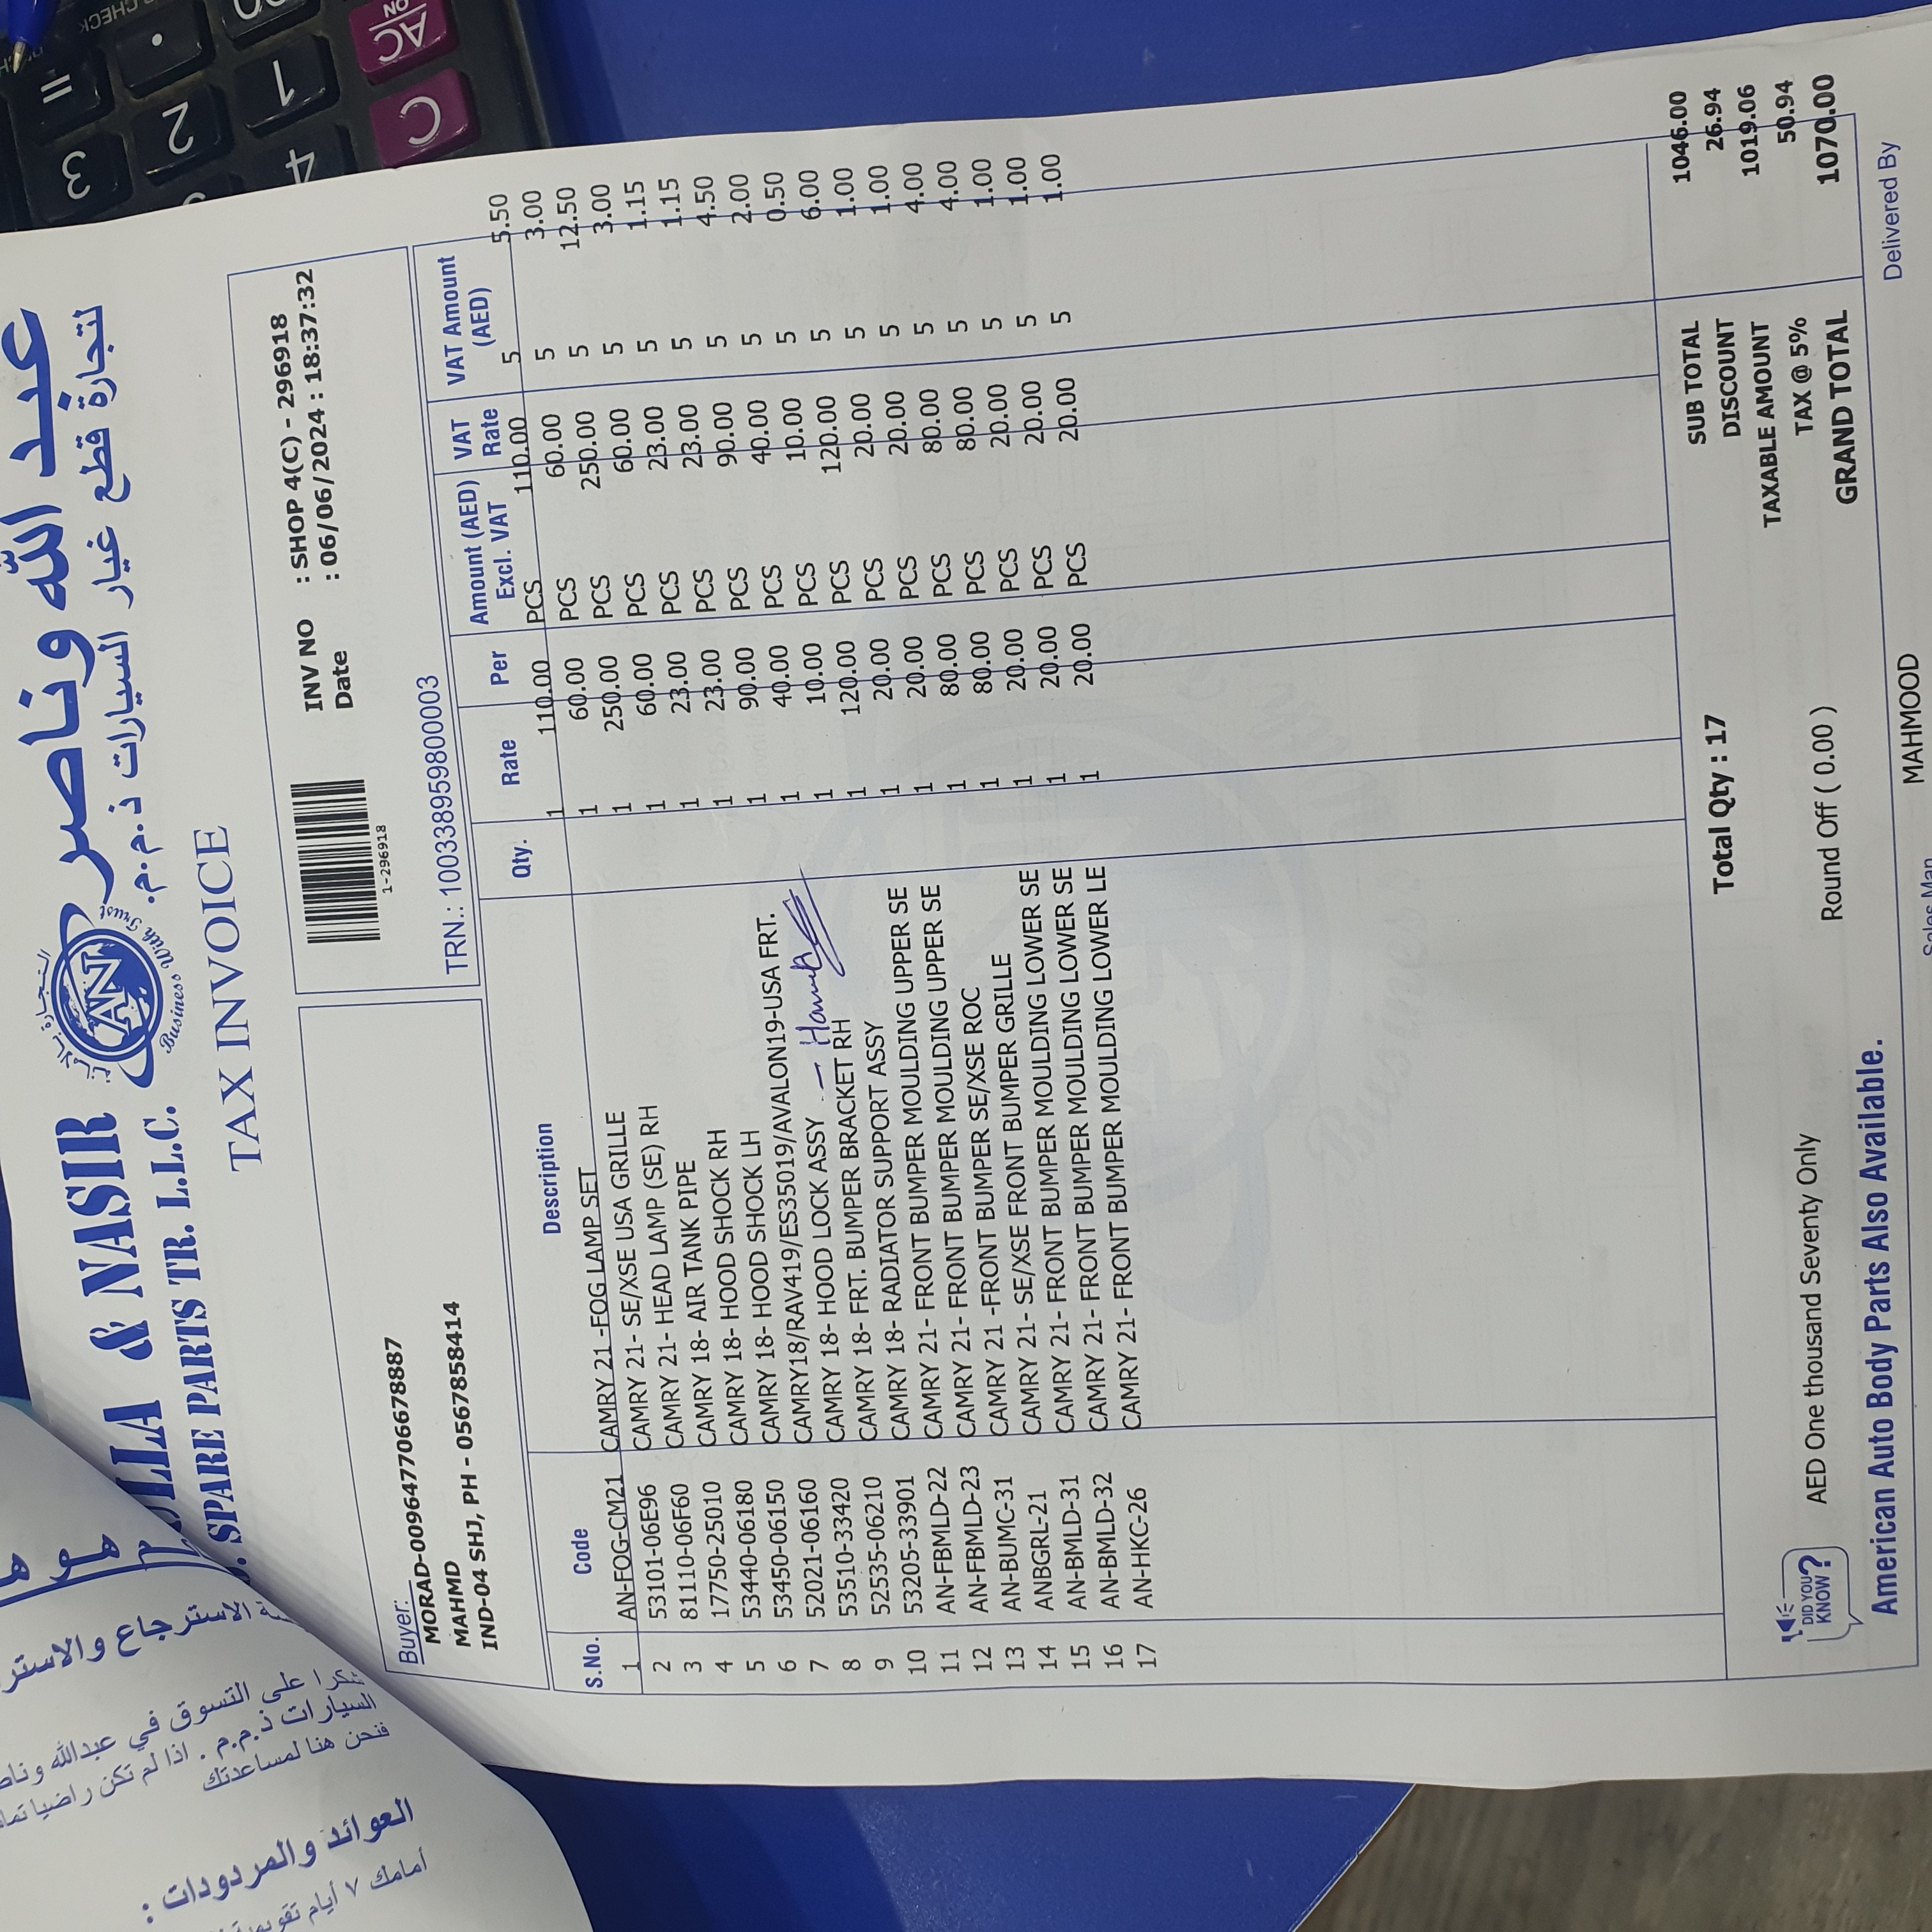 عبد الله وناصر
لتجارة قطع غيار السيارات ذ.م.م.
& NASIR
SPARE PARTS TR. L.L.C.
AN
Business With Trust
TAX INVOICE
Buyer:
MORAD-009647706678887
MAHMD
IND-04 SHJ, PH - 0567858414
1-296918
INV NO : SHOP 4(C) - 296918
Date : 06/06/2024 : 18:37:32
TRN.: 100338959800003
S.No. Code Description Qty. Rate Per Amount (AED) Excl. VAT VAT Rate VAT Amount (AED)
1 AN-FOG-CM21 CAMRY 21 -FOG LAMP SET 1 110.00 PCS 110.00 5 5.50
2 53101-06E96 CAMRY 21- SE/XSE USA GRILLE 1 60.00 PCS 60.00 5 3.00
3 81110-06F60 CAMRY 21- HEAD LAMP (SE) RH 1 250.00 PCS 250.00 5 12.50
4 17750-25010 CAMRY 18- AIR TANK PIPE 1 60.00 PCS 60.00 5 3.00
5 53440-06180 CAMRY 18- HOOD SHOCK RH 1 23.00 PCS 23.00 5 1.15
6 53450-06150 CAMRY 18- HOOD SHOCK LH 1 23.00 PCS 23.00 5 1.15
7 52021-06160 CAMRY18/RAV419/ES35019/AVALON19-USA FRT. 1 90.00 PCS 90.00 5 4.50
8 53510-33420 CAMRY 18- HOOD LOCK ASSY 1 40.00 PCS 40.00 5 2.00
9 52535-06210 CAMRY 18- FRT. BUMPER BRACKET RH 1 10.00 PCS 10.00 5 0.50
10 53205-33901 CAMRY 18- RADIATOR SUPPORT ASSY 1 120.00 PCS 120.00 5 6.00
11 AN-FBMLD-22 CAMRY 21- FRONT BUMPER MOULDING UPPER SE 1 20.00 PCS 20.00 5 1.00
12 AN-FBMLD-23 CAMRY 21- FRONT BUMPER MOULDING UPPER SE 1 20.00 PCS 20.00 5 1.00
13 AN-BUMC-31 CAMRY 21 -FRONT BUMPER SE/XSE ROC 1 80.00 PCS 80.00 5 4.00
14 ANBGRL-21 CAMRY 21- SE/XSE FRONT BUMPER GRILLE 1 80.00 PCS 80.00 5 4.00
15 AN-BMLD-31 CAMRY 21- FRONT BUMPER MOULDING LOWER SE 1 20.00 PCS 20.00 5 1.00
16 AN-BMLD-32 CAMRY 21- FRONT BUMPER MOULDING LOWER SE 1 20.00 PCS 20.00 5 1.00
17 AN-HKC-26 CAMRY 21- FRONT BUMPER MOULDING LOWER LE 1 20.00 PCS 20.00 5 1.00
Total Qty : 17
SUB TOTAL 1046.00
DISCOUNT 26.94
TAXABLE AMOUNT 1019.06
TAX @ 5% 50.94
Round Off ( 0.00 )
GRAND TOTAL 1070.00
AED One thousand Seventy Only
DID YOU KNOW ?
American Auto Body Parts Also Available.
MAHMOOD
Sales Man
Delivered By
الاسترجاع
على التسوق في عبدالله
السيارات ذ.م.م . اذا لم تكن راضيا
فنحن هنا لمساعدتك
العوائد والمردودات :
أمامك ٧ أيام
CHECK
AC
ON
C
1
2
3
4
=